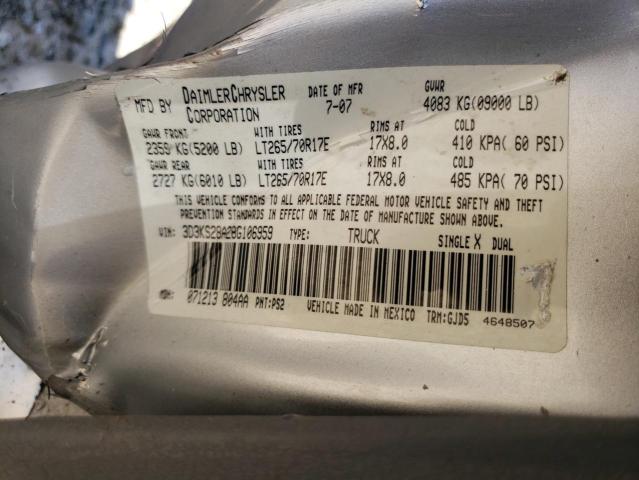 MFD BY DAIMLERCHRYSLER CORPORATION DATE OF MFR 7-07 GVWR 4083 KG(09000 LB)
GAWR FRONT WITH TIRES RIMS AT COLD
2359 KG(5200 LB) LT265/70R17E 17X8.0 410 KPA( 60 PSI)
GAWR REAR WITH TIRES RIMS AT COLD
2727 KG(6010 LB) LT265/70R17E 17X8.0 485 KPA( 70 PSI)
THIS VEHICLE CONFORMS TO ALL APPLICABLE FEDERAL MOTOR VEHICLE SAFETY AND THEFT
PREVENTION STANDARDS IN EFFECT ON THE DATE OF MANUFACTURE SHOWN ABOVE.
VIN: 3D3KS28A28G106959 TYPE: TRUCK SINGLE X DUAL
071213 804AA PNT:PS2 VEHICLE MADE IN MEXICO TRM:GJD5 4648507